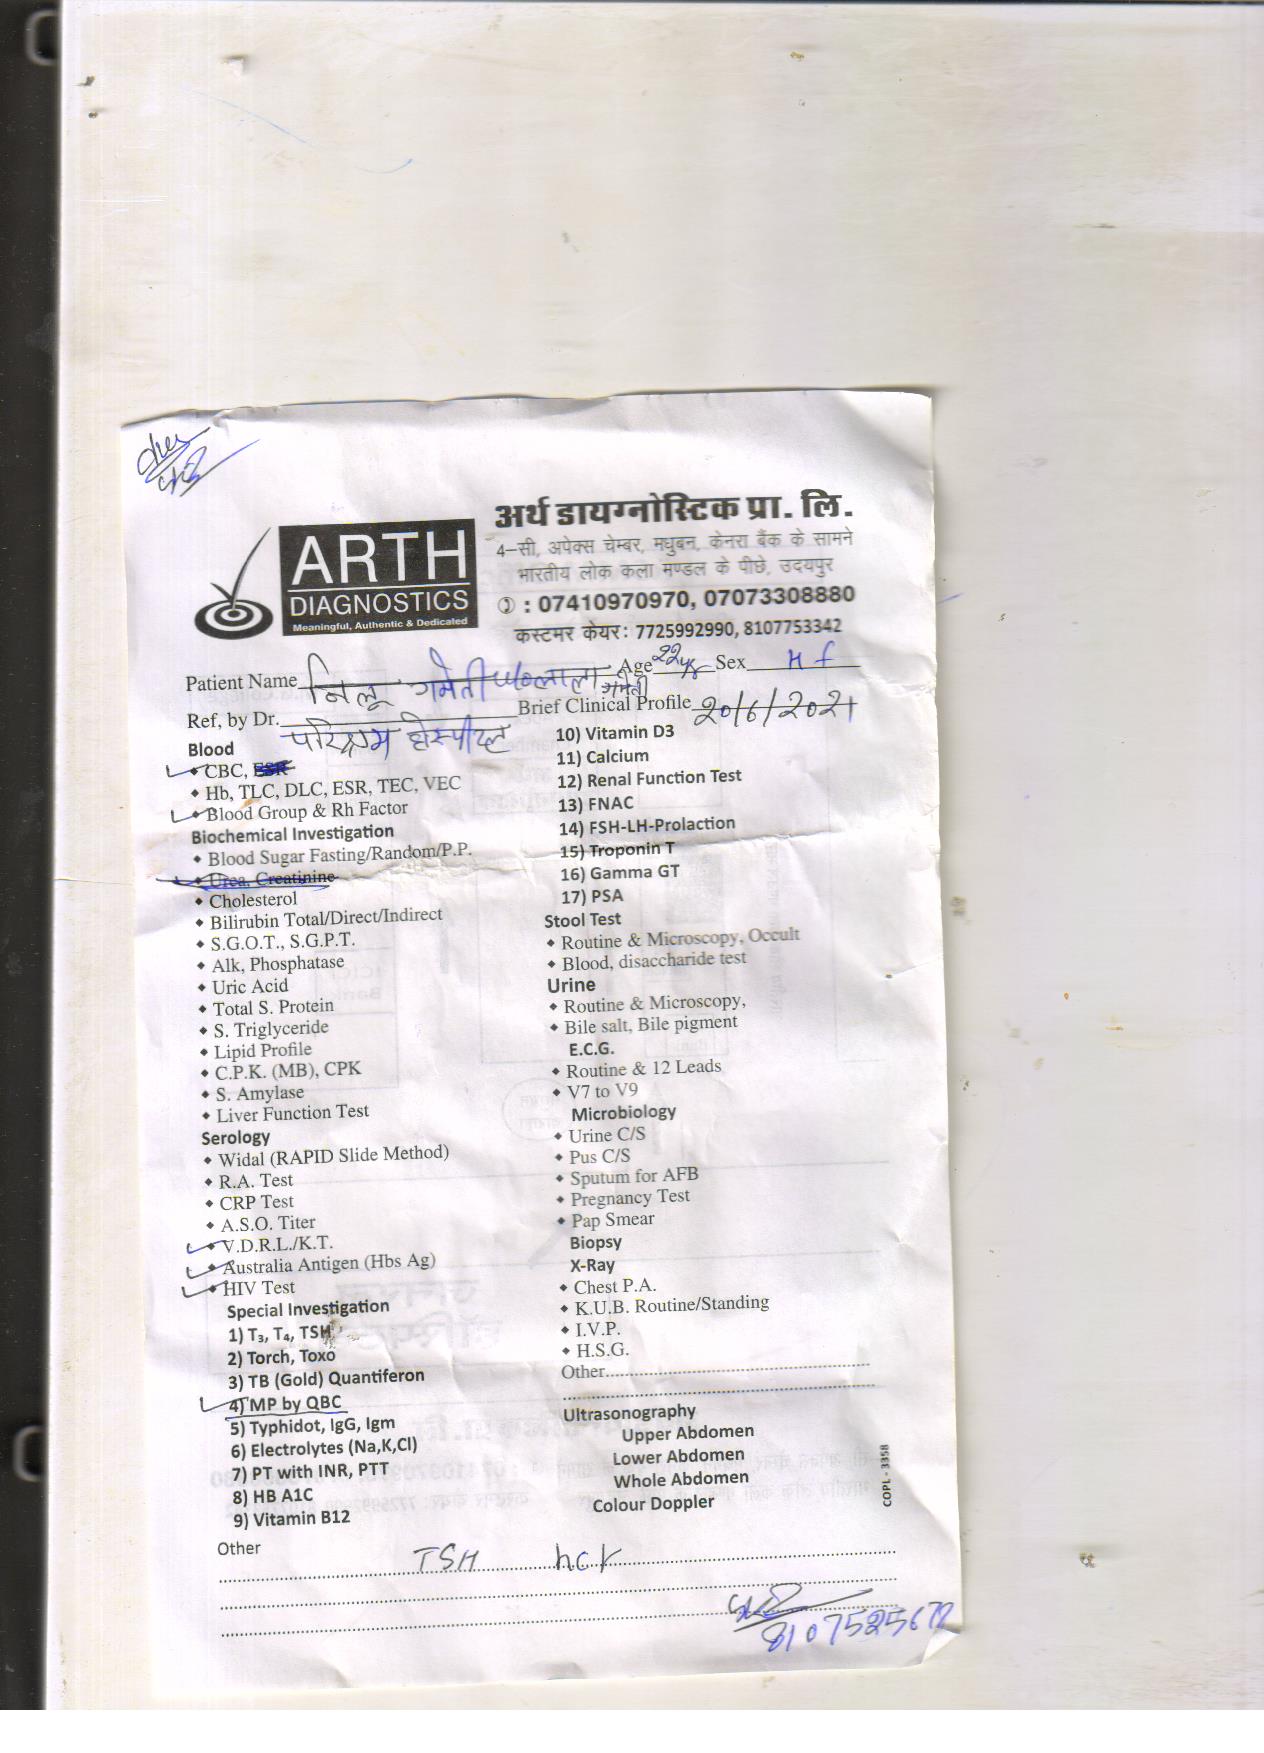 अर्थ डायग्नोस्टिक प्रा. लि.
4–सी, अपेक्स चेम्बर, मधुबन, केनरा बैंक के सामने
भारतीय लोक कला मण्डल के पीछे, उदयपुर
: 07410970970, 07073308880
कस्टमर केयर: 7725992990, 8107753342
ARTH
DIAGNOSTICS
Meaningful, Authentic & Dedicated
Patient Name निलू गमेती Age 22 yr Sex
गमेती
Ref, by Dr. Brief Clinical Profile 20/6/2021
परिश्रम होस्पीटल
Blood
CBC, ESR
Hb, TLC, DLC, ESR, TEC, VEC
Blood Group & Rh Factor
Biochemical Investigation
Blood Sugar Fasting/Random/P.P.
Urea, Creatinine
Cholesterol
Bilirubin Total/Direct/Indirect
S.G.O.T., S.G.P.T.
Alk, Phosphatase
Uric Acid
Total S. Protein
S. Triglyceride
Lipid Profile
C.P.K. (MB), CPK
S. Amylase
Liver Function Test
Serology
Widal (RAPID Slide Method)
R.A. Test
CRP Test
A.S.O. Titer
V.D.R.L./K.T.
Australia Antigen (Hbs Ag)
HIV Test
Special Investigation
1) T₃, T₄, TSH
2) Torch, Toxo
3) TB (Gold) Quantiferon
4) MP by QBC
5) Typhidot, IgG, Igm
6) Electrolytes (Na,K,Cl)
7) PT with INR, PTT
8) HB A1C
9) Vitamin B12
10) Vitamin D3
11) Calcium
12) Renal Function Test
13) FNAC
14) FSH-LH-Prolaction
15) Troponin T
16) Gamma GT
17) PSA
Stool Test
Routine & Microscopy, Occult
Blood, disaccharide test
Urine
Routine & Microscopy,
Bile salt, Bile pigment
E.C.G.
Routine & 12 Leads
V7 to V9
Microbiology
Urine C/S
Pus C/S
Sputum for AFB
Pregnancy Test
Pap Smear
Biopsy
X-Ray
Chest P.A.
K.U.B. Routine/Standing
I.V.P.
H.S.G.
Other
Ultrasonography
Upper Abdomen
Lower Abdomen
Whole Abdomen
Colour Doppler
COPL - 3358
Other
TSH hcv